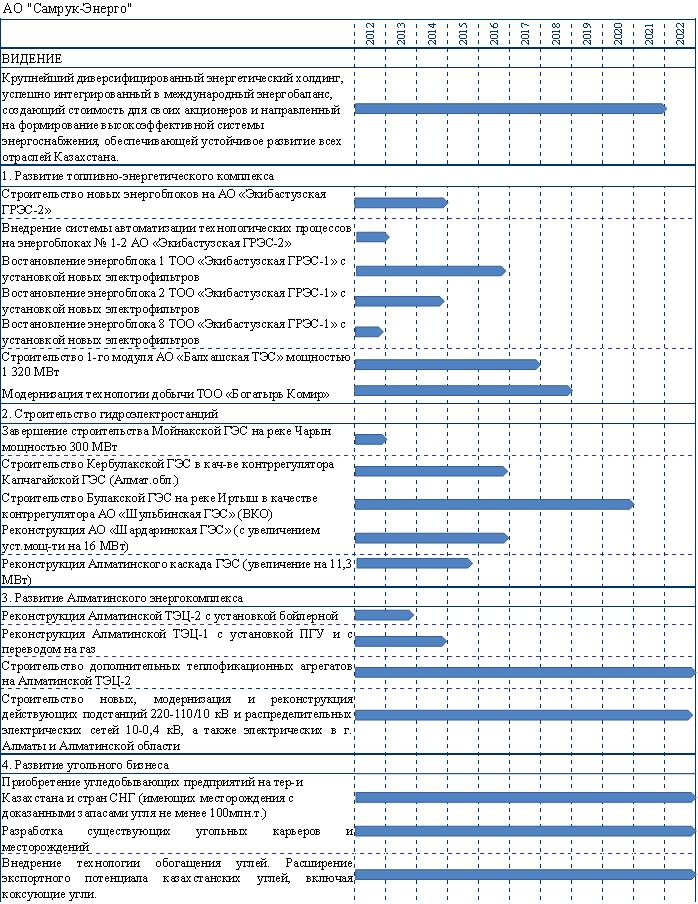 АО "Самрук-Энерго"
2012 2013 2014 2015 2016 2017 2018 2019 2020 2021 2022
ВИДЕНИЕ
Крупнейший диверсифицированный энергетический холдинг,
успешно интегрированный в международный энергобаланс,
создающий стоимость для своих акционеров и направленный
на формирование высокоэффективной системы
энергоснабжения, обеспечивающей устойчивое развитие всех
отраслей Казахстана.
1. Развитие топливно-энергетического комплекса
Строительство новых энергоблоков на АО «Экибастузская
ГРЭС-2»
Внедрение системы автоматизации технологических процессов
на энергоблоках № 1-2 АО «Экибастузская ГРЭС-2»
Востановление энергоблока 1 ТОО «Экибастузская ГРЭС-1» с
установкой новых электрофильтров
Востановление энергоблока 2 ТОО «Экибастузская ГРЭС-1» с
установкой новых электрофильтров
Востановление энергоблока 8 ТОО «Экибастузская ГРЭС-1» с
установкой новых электрофильтров
Строительство 1-го модуля АО «Балхашская ТЭС» мощностью
1 320 МВт
Модернизация технологии добычи ТОО «Богатырь Комир»
2. Строительство гидроэлектростанций
Завершение строительства Мойнакской ГЭС на реке Чарын
мощностью 300 МВт
Строительство Кербулакской ГЭС в кач-ве контррегулятора
Капчагайской ГЭС (Алмат.обл.)
Строительство Булакской ГЭС на реке Иртыш в качестве
контррегулятора АО «Шульбинская ГЭС» (ВКО)
Реконструкция АО «Шардаринская ГЭС» (с увеличением
уст.мощ-ти на 16 МВт)
Реконструкция Алматинского каскада ГЭС (увеличение на 11,3
МВт)
3. Развитие Алматинского энергокомплекса
Реконструкция Алматинской ТЭЦ-2 с установкой бойлерной
Реконструкция Алматинской ТЭЦ-1 с установкой ПГУ и с
переводом на газ
Строительство дополнительных теплофикационных агрегатов
на Алматинской ТЭЦ-2
Строительство новых, модернизация и реконструкция
действующих подстанций 220-110/10 кВ и распределительных
электрических сетей 10-0,4 кВ, а также электрических в г.
Алматы и Алматинской области
4. Развитие угольного бизнеса
Приобретение угледобывающих предприятий на тер-и
Казахстана и стран СНГ (имеющих месторождения с
доказанными запасами угля не менее 100млн.т.)
Разработка существующих угольных карьеров и
месторождений
Внедрение технологии обогащения углей. Расширение
экспортного потенциала казахстанских углей, включая
коксующие угли.